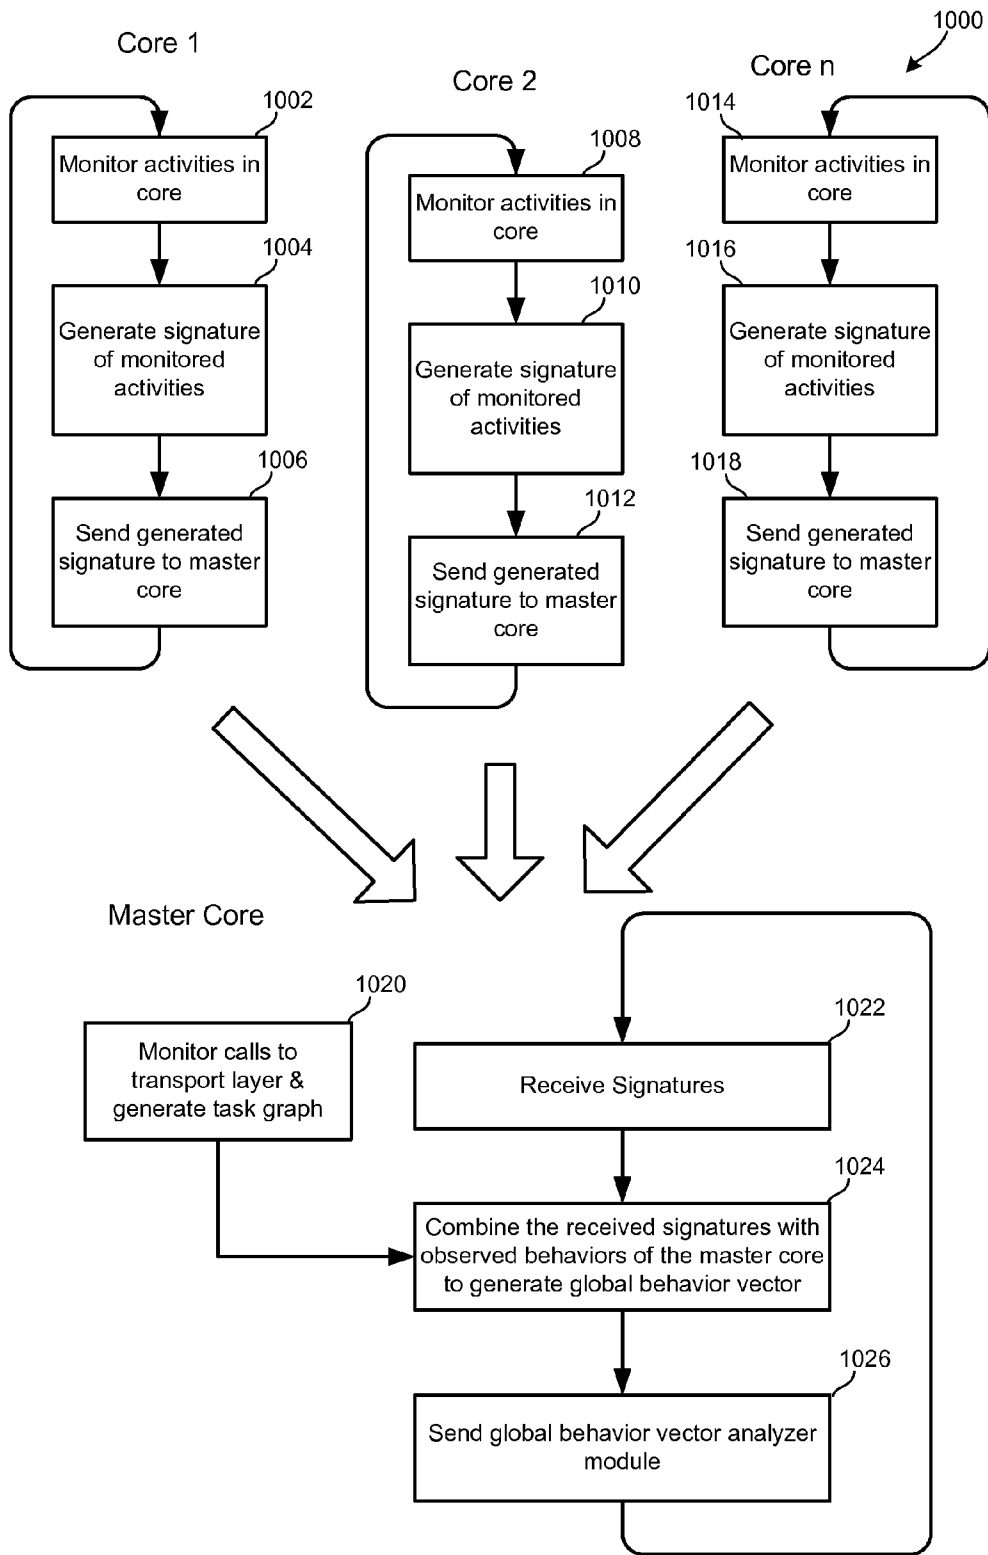 1000
Core 1
1002
Monitor activities in
core
1004
Generate signature
of monitored
activities
1006
Send generated
signature to master
core
Core 2
1008
Monitor activities in
core
1010
Generate signature
of monitored
activities
1012
Send generated
signature to master
core
Core n
1014
Monitor activities in
core
1016
Generate signature
of monitored
activities
1018
Send generated
signature to master
core
Master Core
1020
Monitor calls to
transport layer &
generate task graph
1022
Receive Signatures
1024
Combine the received signatures with
observed behaviors of the master core
to generate global behavior vector
1026
Send global behavior vector analyzer
module